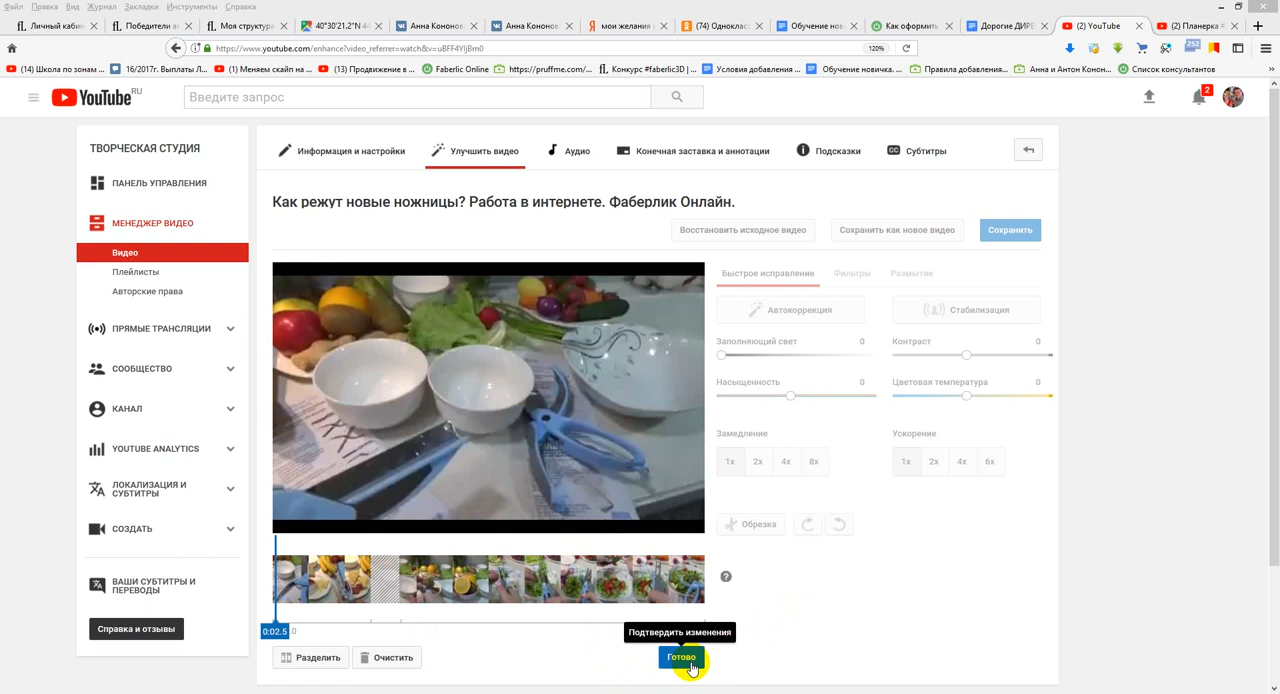 Файл Правка Вид Журнал Закладки Инструменты Справка
Личный кабинет Победители ак Моя структура 40°30'21.2"N 4 Анна Кононов Анна Кононов мои желания (74) Одноклас Обучение нов Как оформить Дорогие ДИРЕ (2) YouTube (2) Планерка
https://www.youtube.com/enhance?video_referrer=watch&v=uBFF4YIjBm0 120% 252
(14) Школа по зонам ... 16/2017г. Выплаты Л... (1) Меняем скайп на ... (13) Продвижение в ... Faberlic Online https://pruffme.com/... Конкурс #faberlic3D | ... Условия добавления ... Обучение новичка. ... Правила добавления... Анна и Антон Конон... Список консультантов »
YouTube RU Введите запрос 2
ТВОРЧЕСКАЯ СТУДИЯ
ПАНЕЛЬ УПРАВЛЕНИЯ
МЕНЕДЖЕР ВИДЕО
Видео
Плейлисты
Авторские права
ПРЯМЫЕ ТРАНСЛЯЦИИ
СООБЩЕСТВО
КАНАЛ
YOUTUBE ANALYTICS
ЛОКАЛИЗАЦИЯ И
СУБТИТРЫ
СОЗДАТЬ
ВАШИ СУБТИТРЫ И
ПЕРЕВОДЫ
Справка и отзывы
Информация и настройки Улучшить видео Аудио Конечная заставка и аннотации Подсказки CC Субтитры
Как режут новые ножницы? Работа в интернете. Фаберлик Онлайн.
Восстановить исходное видео Сохранить как новое видео Сохранить
Быстрое исправление Фильтры Размытие
Автокоррекция Стабилизация
Заполняющий свет 0 Контраст 0
Насыщенность 0 Цветовая температура 0
Замедление Ускорение
1x 2x 4x 8x 1x 2x 4x 6x
Обрезка
?
0:02.5 .0
Подтвердить изменения
Разделить Очистить Готово